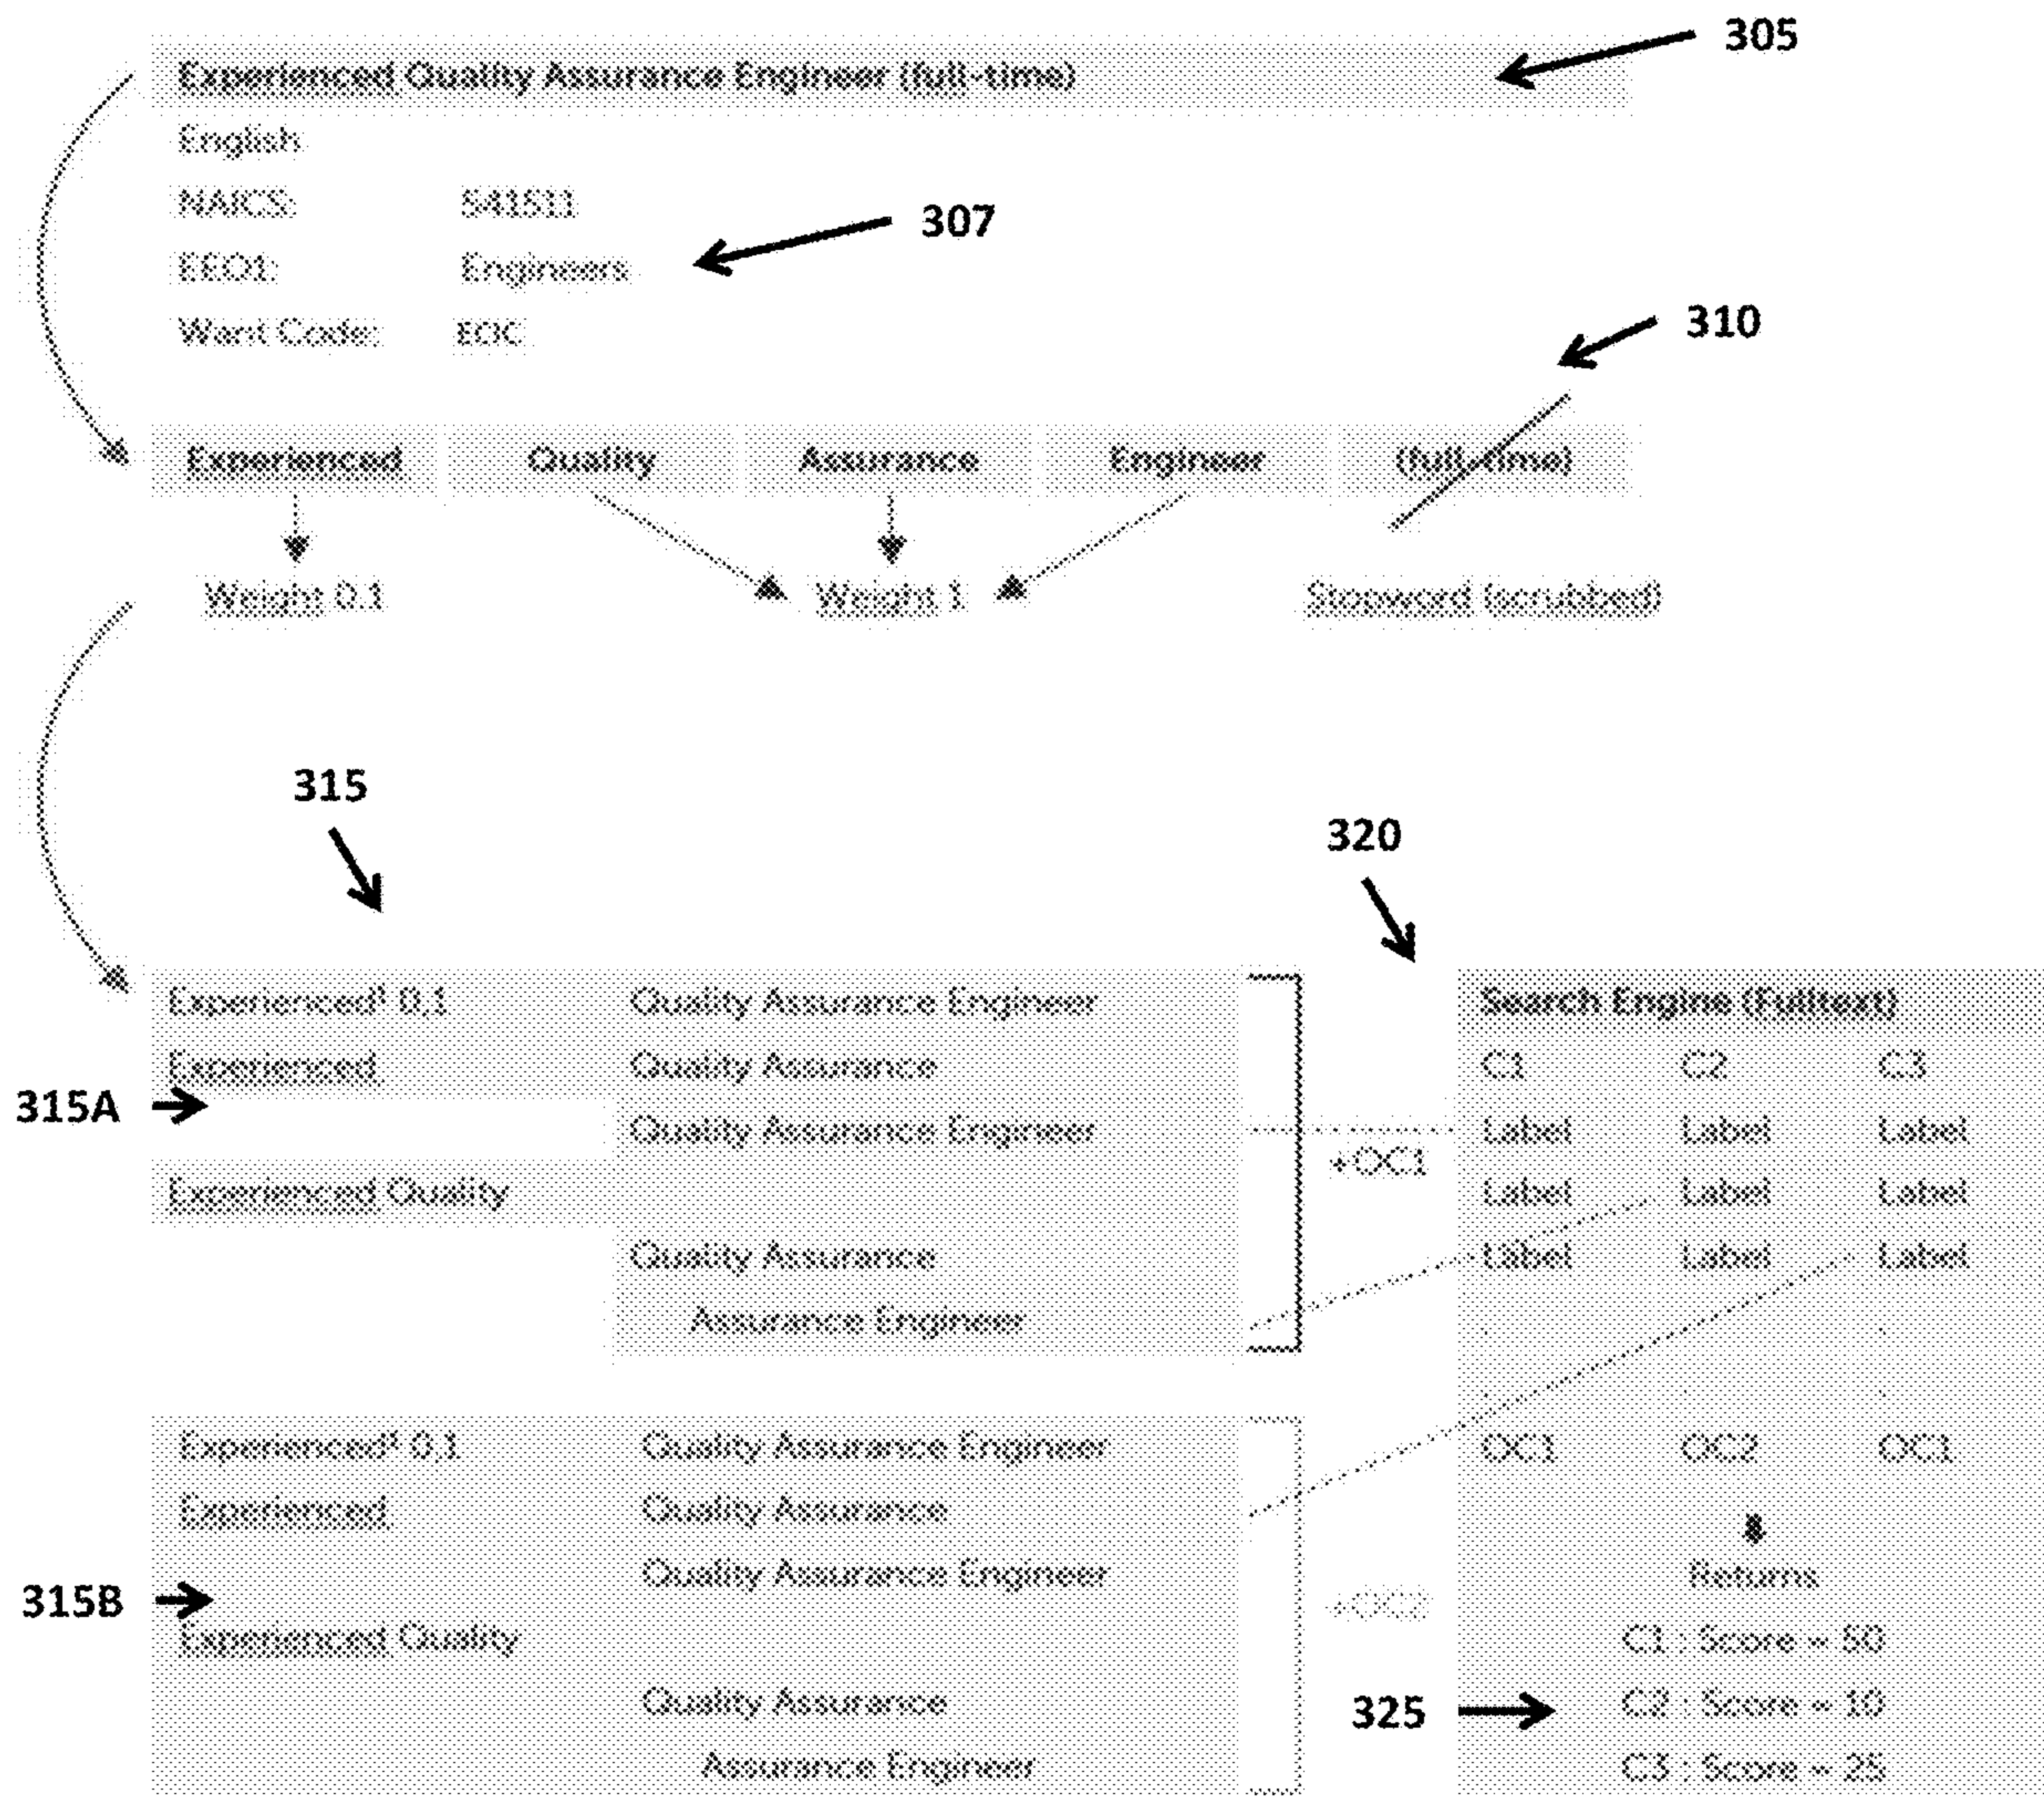 305
Experienced Quality Assurance Engineer (full-time)
English
NAICS: 541511
307
EEO1: Engineers
Want Code: EOC
310
Experienced Quality Assurance Engineer (full-time)
Weight 0.1 Weight 1 Stopword (scrubbed)
315
320
Experienced¹ 0,1 Quality Assurance Engineer
Experienced Quality Assurance
315A
Quality Assurance Engineer
Experienced Quality
Quality Assurance
Assurance Engineer
+OC1
Search Engine (Fulltext)
C1 C2 C3
Label Label Label
Label Label Label
Label Label Label
OC1 OC2 OC1
Returns
C1 : Score ~ 50
325
C2 : Score ~ 10
C3 : Score ~ 25
Experienced¹ 0,1 Quality Assurance Engineer
Experienced Quality Assurance
Quality Assurance Engineer
315B
Experienced Quality
Quality Assurance
Assurance Engineer
+OC2